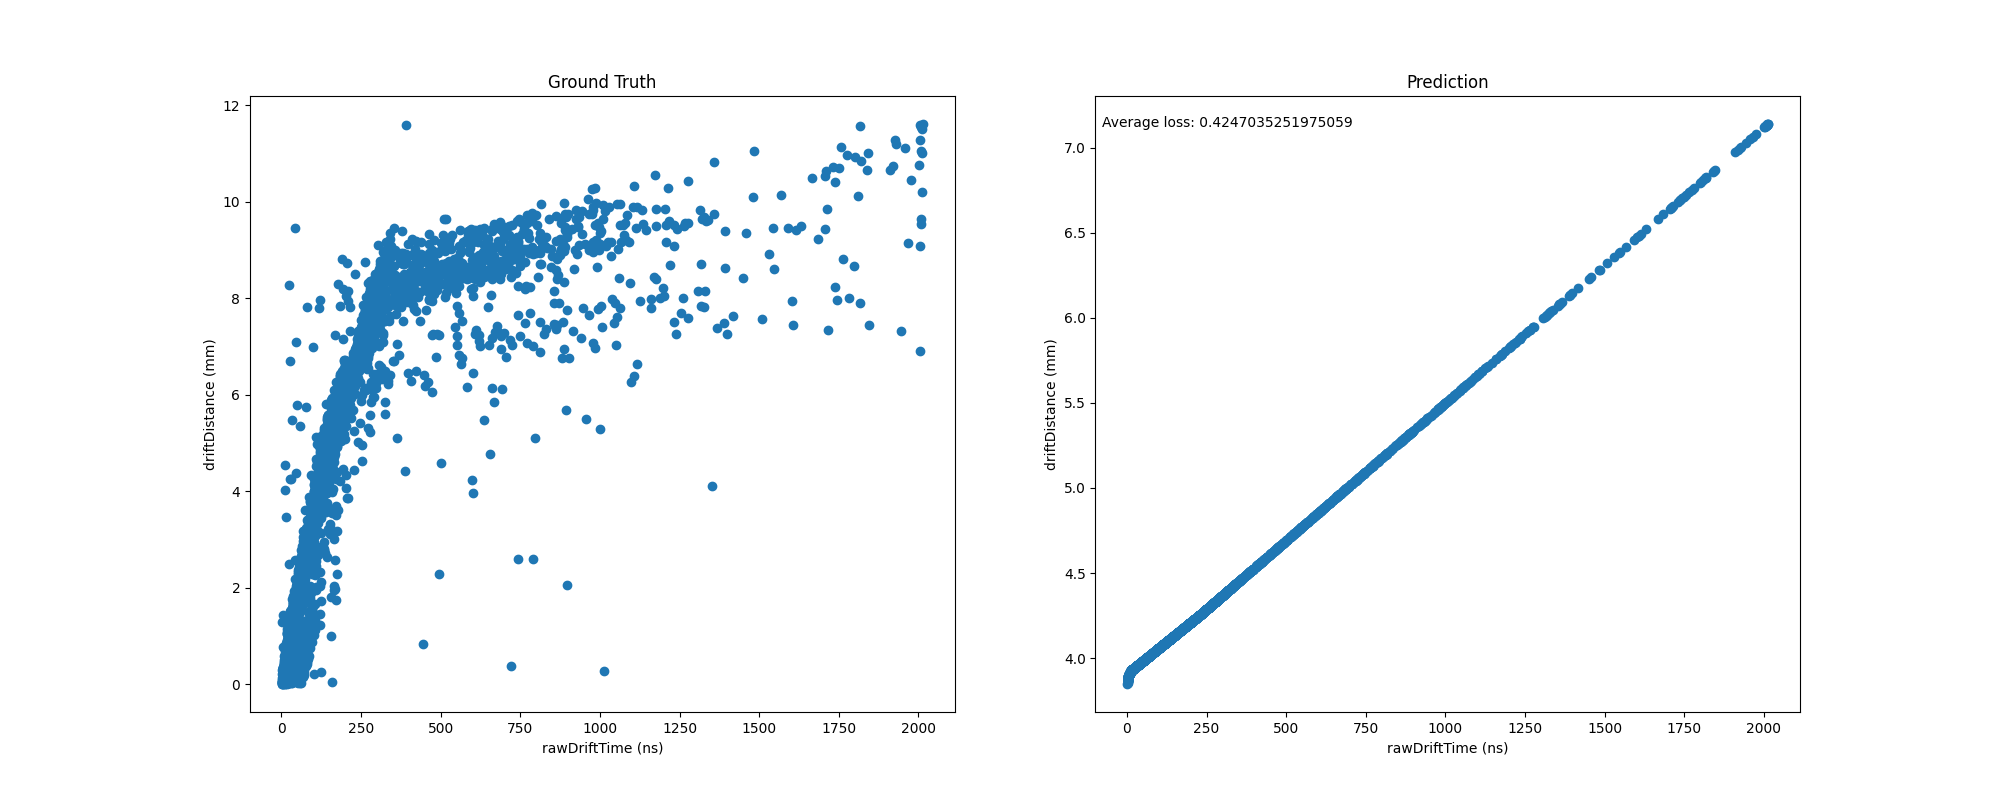 Ground Truth
12
10
8
6
4
2
0
driftDistance (mm)
0 250 500 750 1000 1250 1500 1750 2000
rawDriftTime (ns)
Prediction
Average loss: 0.4247035251975059
7.0
6.5
6.0
5.5
5.0
4.5
4.0
driftDistance (mm)
0 250 500 750 1000 1250 1500 1750 2000
rawDriftTime (ns)